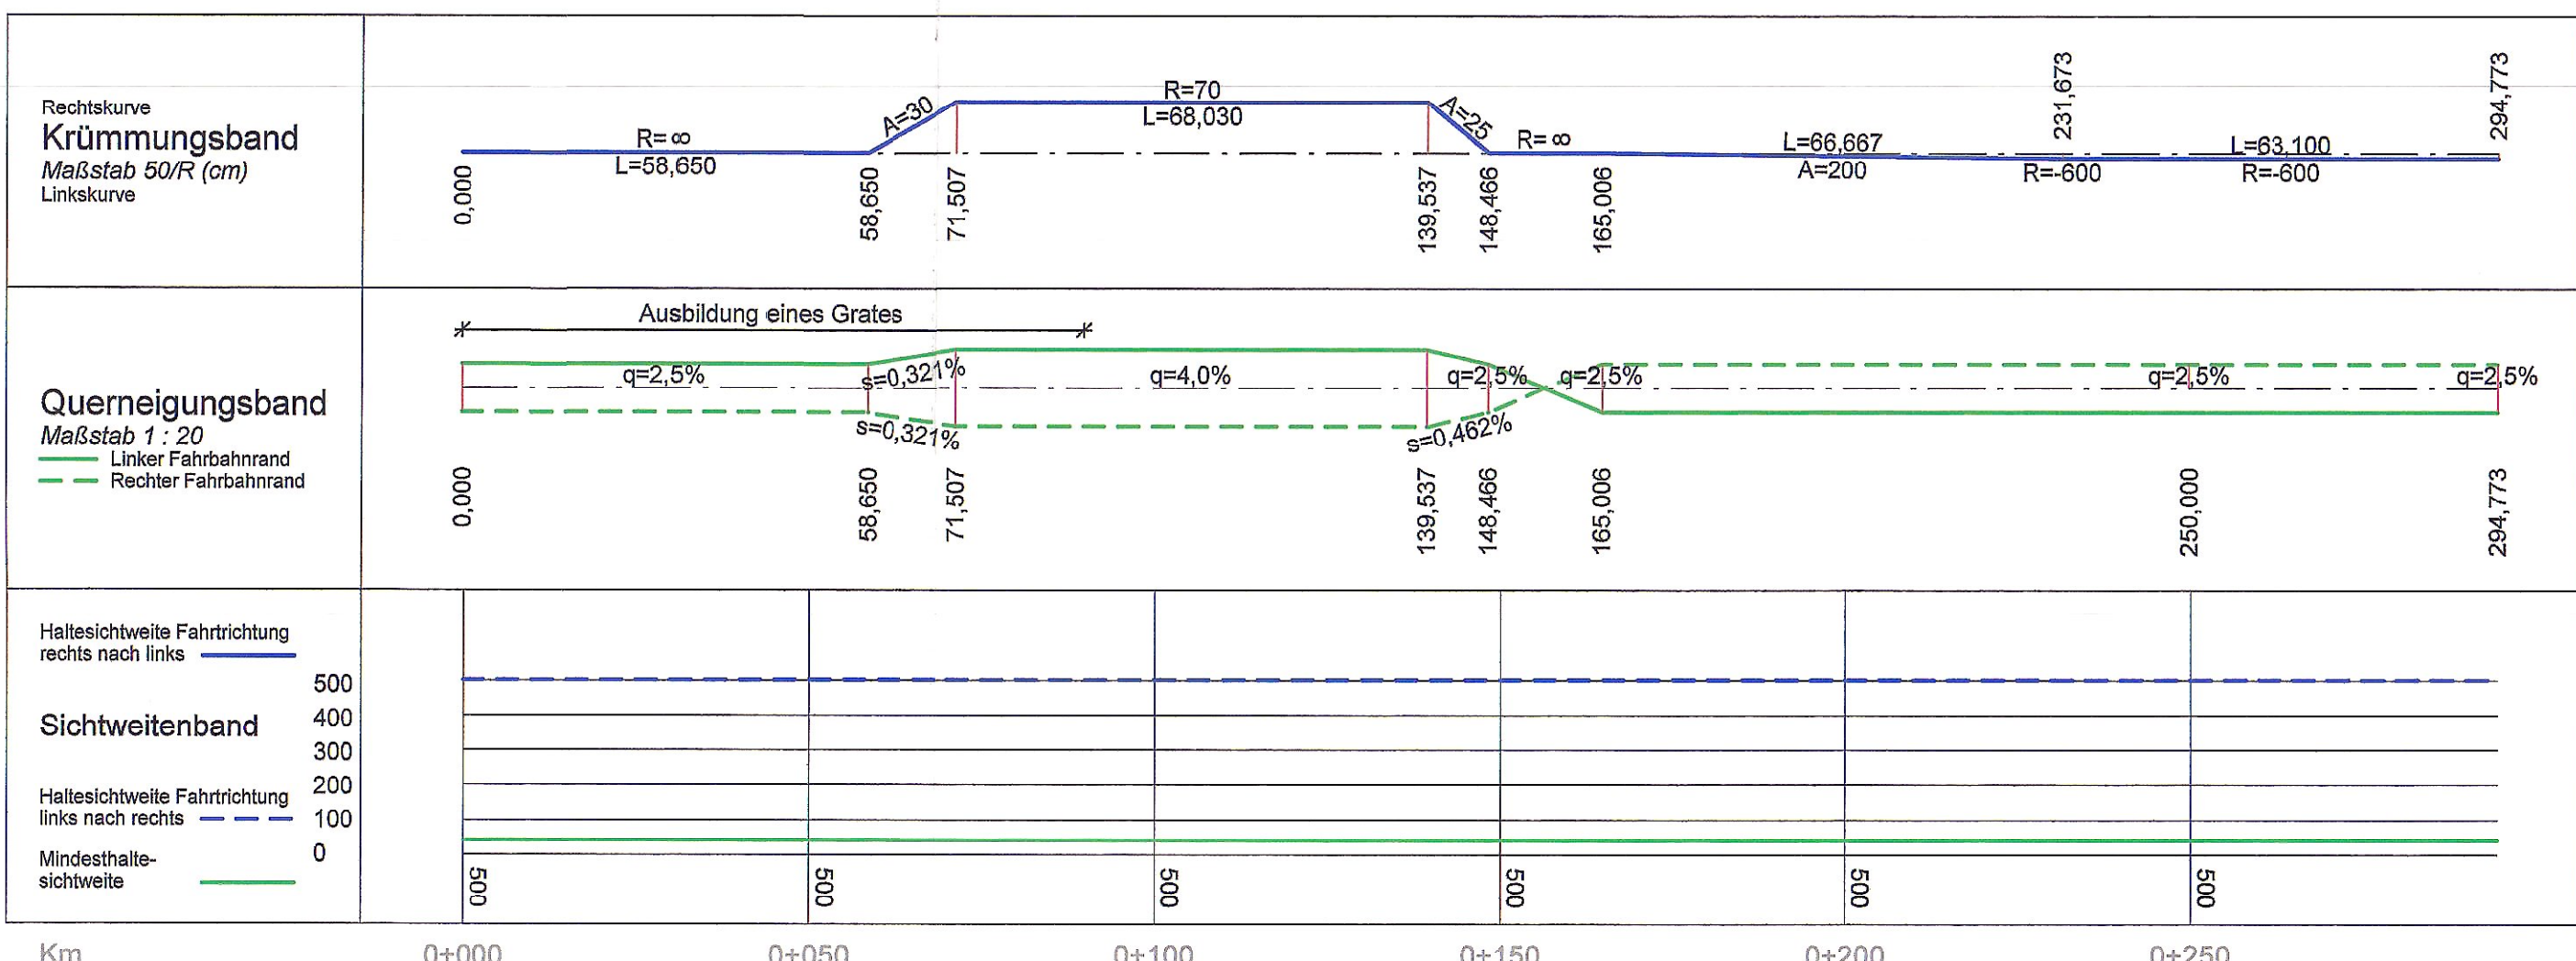 Rechtskurve
Krümmungsband
Maßstab 50/R (cm)
Linkskurve
R= ∞
L=58,650
A=30
R=70
L=68,030
A=25
R= ∞
L=66,667
A=200
231,673
R=-600
L=63,100
R=-600
294,773
0,000
58,650
71,507
139,537
148,466
165,006
Ausbildung eines Grates
Querneigungsband
Maßstab 1 : 20
Linker Fahrbahnrand
Rechter Fahrbahnrand
q=2,5%
s=0,321%
s=0,321%
q=4,0%
q=2,5%
s=0,462%
q=2,5%
q=2,5%
q=2,5%
0,000
58,650
71,507
139,537
148,466
165,006
250,000
294,773
Haltesichtweite Fahrtrichtung
rechts nach links
500
Sichtweitenband
400
300
200
Haltesichtweite Fahrtrichtung
links nach rechts
100
0
Mindesthalte-
sichtweite
500
500
500
500
500
500
Km
0+000
0+050
0+100
0+150
0+200
0+250